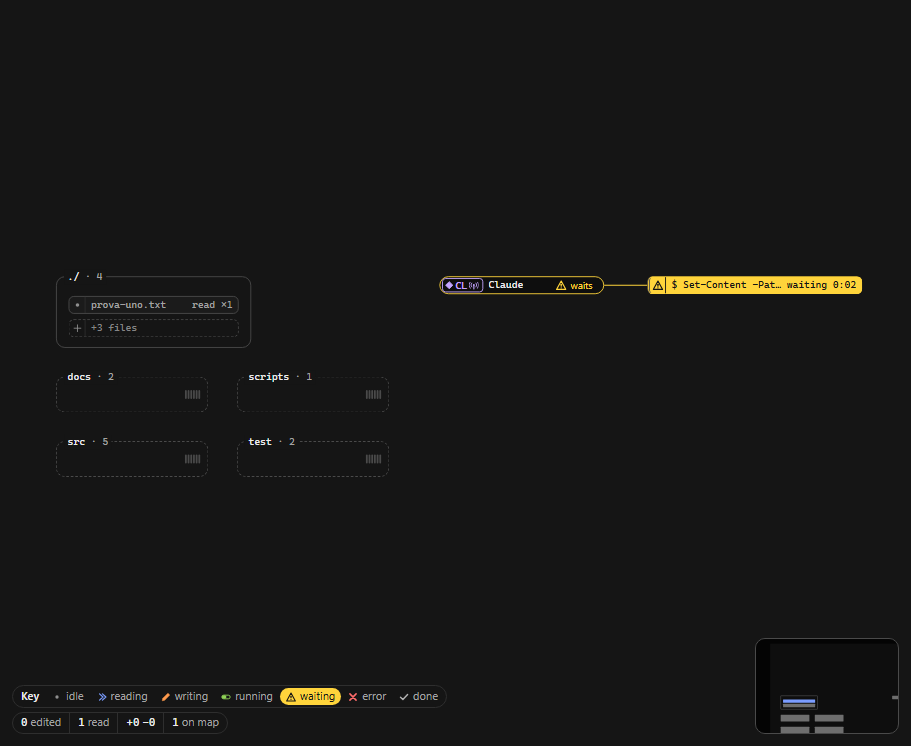 ./ · 4
prova-uno.txt read ×1
+ +3 files
CL Claude waits
$ Set-Content -Pat… waiting 0:02
docs · 2
scripts · 1
src · 5
test · 2
Key idle reading writing running waiting error done
0 edited 1 read +0 −0 1 on map